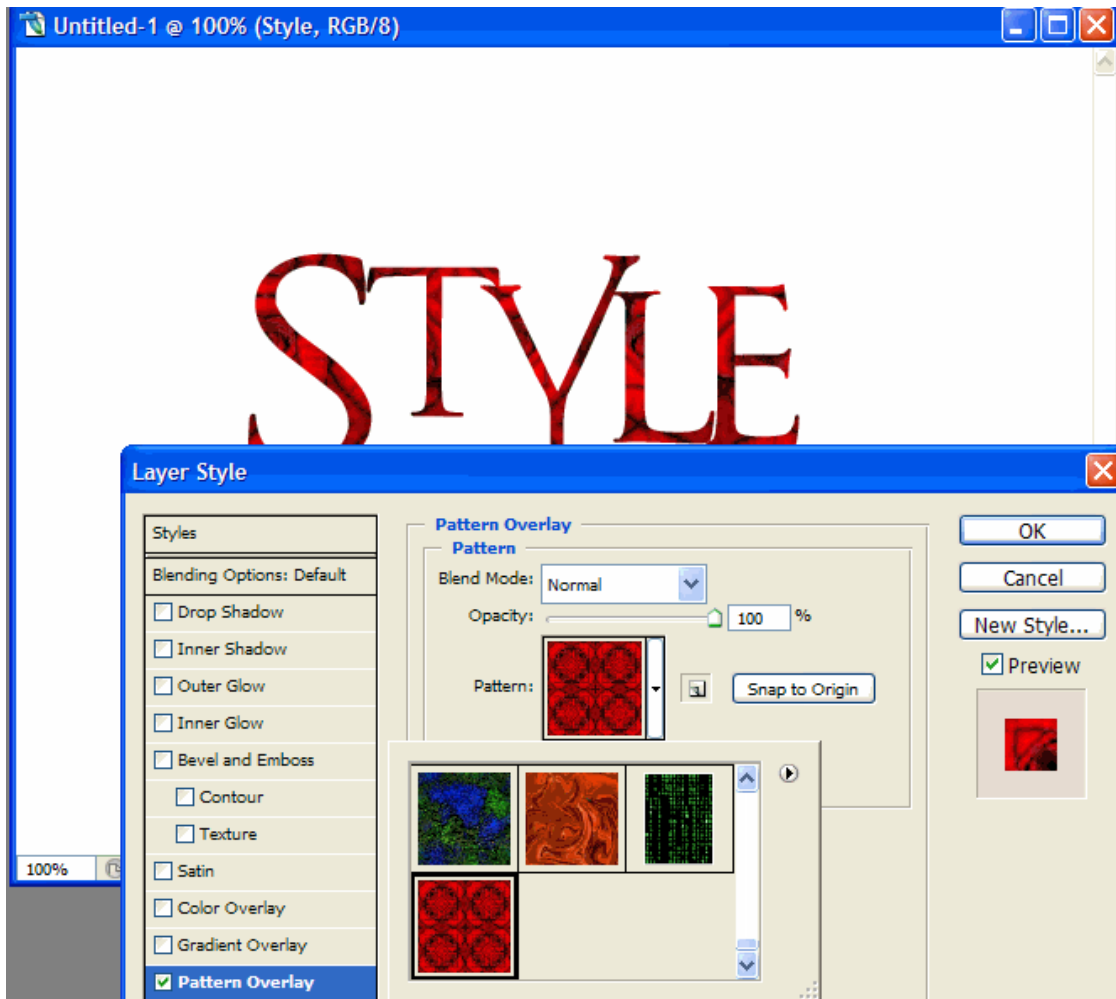 Untitled-1 @ 100% (Style, RGB/8)
STYLE
Layer Style
Styles
Blending Options: Default
Drop Shadow
Inner Shadow
Outer Glow
Inner Glow
Bevel and Emboss
Contour
Texture
Satin
Color Overlay
Gradient Overlay
Pattern Overlay
Pattern Overlay
Pattern
Blend Mode: Normal
Opacity: 100 %
Pattern:
Snap to Origin
OK
Cancel
New Style...
Preview
100%